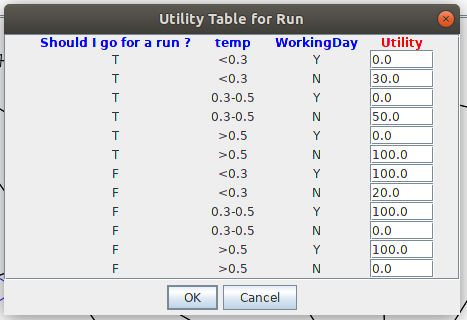 Utility Table for Run
Should I go for a run ? temp WorkingDay Utility
T <0.3 Y 0.0
T <0.3 N 30.0
T 0.3-0.5 Y 0.0
T 0.3-0.5 N 50.0
T >0.5 Y 0.0
T >0.5 N 100.0
F <0.3 Y 100.0
F <0.3 N 20.0
F 0.3-0.5 Y 100.0
F 0.3-0.5 N 0.0
F >0.5 Y 100.0
F >0.5 N 0.0
OK Cancel